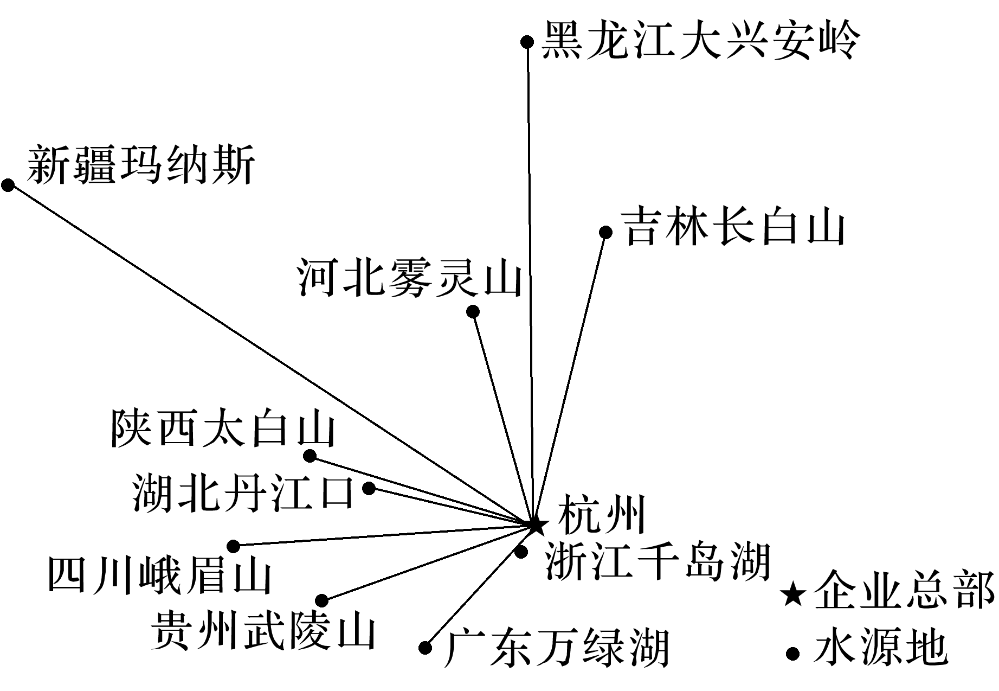 黑龙江大兴安岭
新疆玛纳斯
吉林长白山
河北雾灵山
陕西太白山
湖北丹江口
杭州
浙江千岛湖
四川峨眉山
企业总部
贵州武陵山
广东万绿湖
水源地